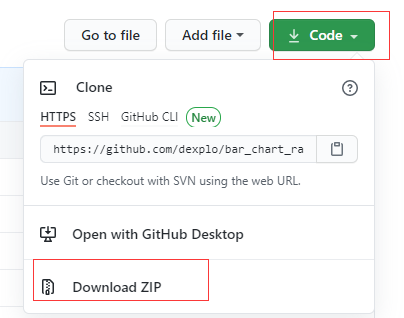 Go to file Add file Code
Clone
HTTPS SSH GitHub CLI New
https://github.com/dexplo/bar_chart_ra
Use Git or checkout with SVN using the web URL.
Open with GitHub Desktop
Download ZIP